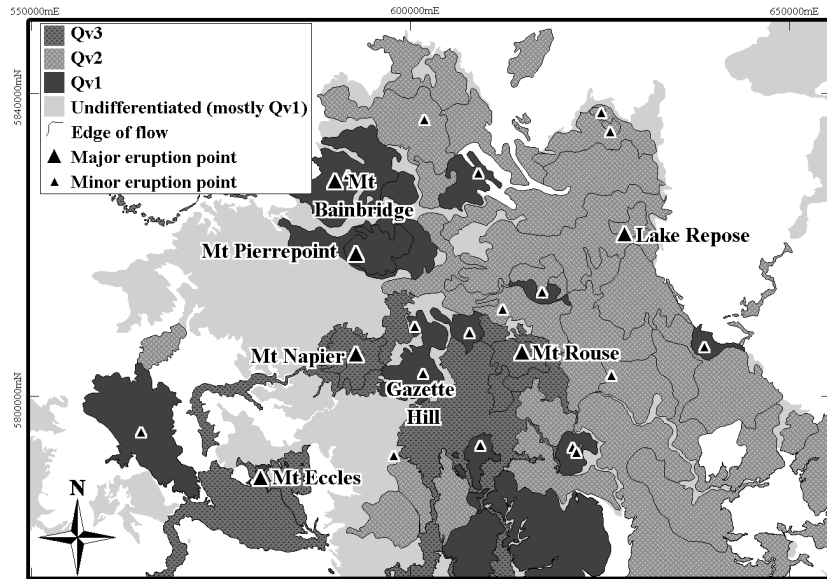 550000mE
600000mE
650000mE
5840000mN
5800000mN
Qv3
Qv2
Qv1
Undifferentiated (mostly Qv1)
Edge of flow
Major eruption point
Minor eruption point
Mt
Bainbridge
Mt Pierrepoint
Lake Repose
Mt Napier
Mt Rouse
Gazette
Hill
Mt Eccles
N